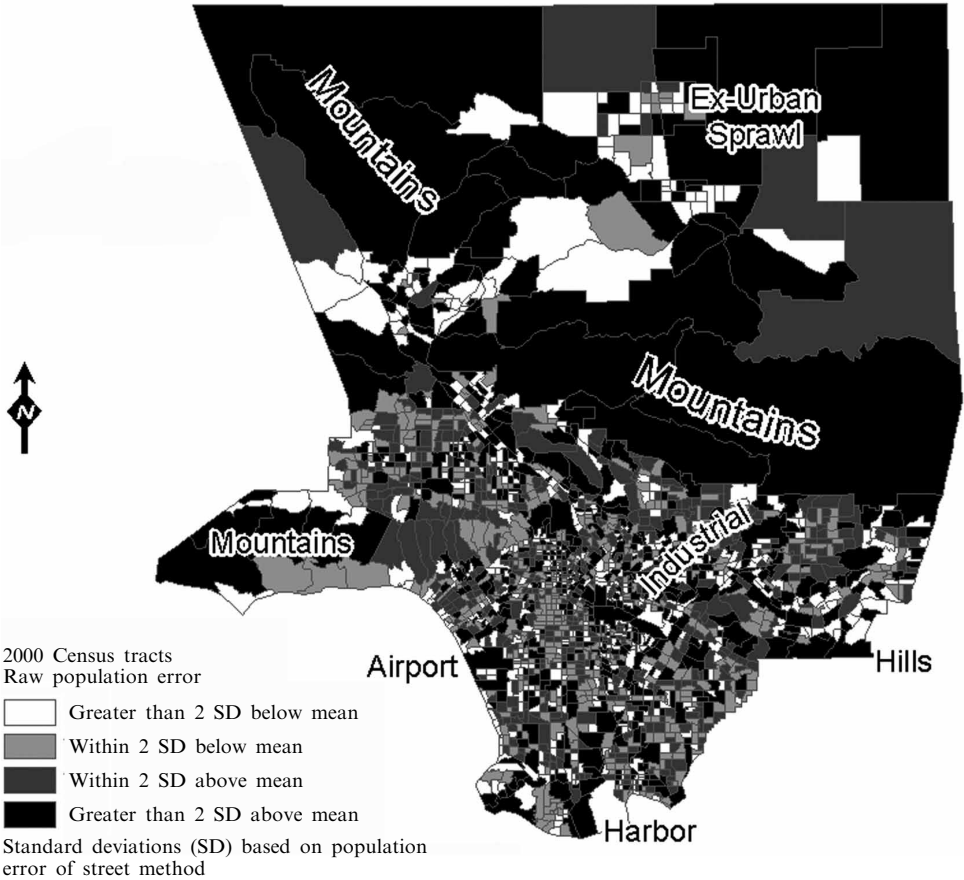 Mountains
Ex-Urban
Sprawl
N
Mountains
Mountains
Industrial
Airport
Hills
Harbor
2000 Census tracts
Raw population error
Greater than 2 SD below mean
Within 2 SD below mean
Within 2 SD above mean
Greater than 2 SD above mean
Standard deviations (SD) based on population
error of street method